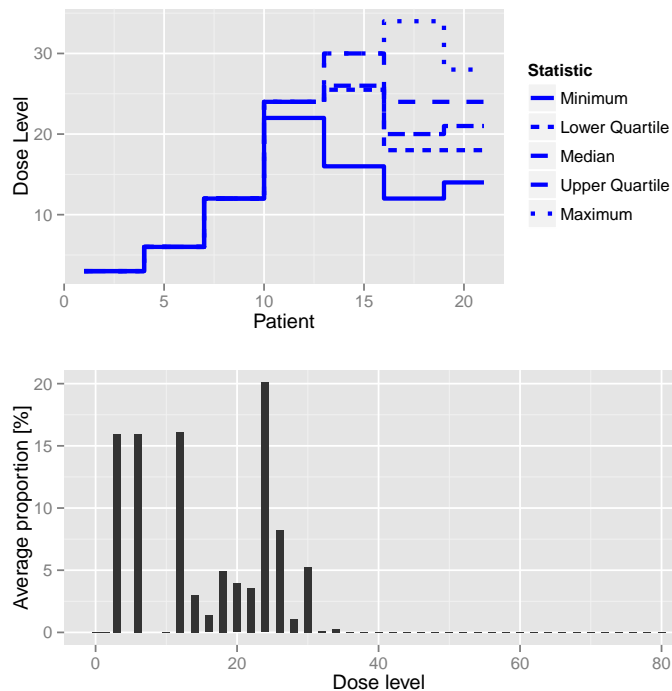 Dose Level
30
20
10
0
5
10
15
20
Patient
Statistic
Minimum
Lower Quartile
Median
Upper Quartile
Maximum
Average proportion [%]
20
15
10
5
0
0
20
40
60
80
Dose level